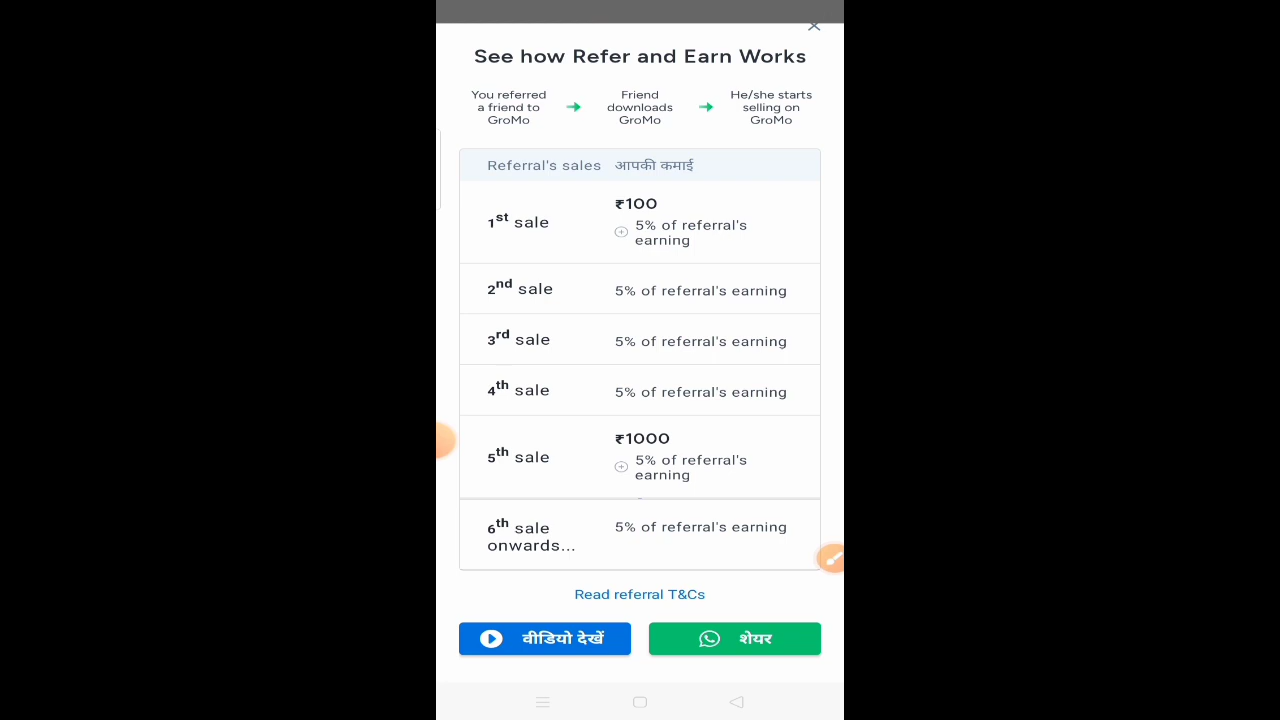 See how Refer and Earn Works
You referred
a friend to
GroMo
Friend
downloads
GroMo
He/she starts
selling on
GroMo
Referral's sales आपकी कमाई
1st sale
₹100
5% of referral's
earning
2nd sale 5% of referral's earning
3rd sale 5% of referral's earning
4th sale 5% of referral's earning
5th sale
₹1000
5% of referral's
earning
6th sale
onwards...
5% of referral's earning
Read referral T&Cs
वीडियो देखें
शेयर